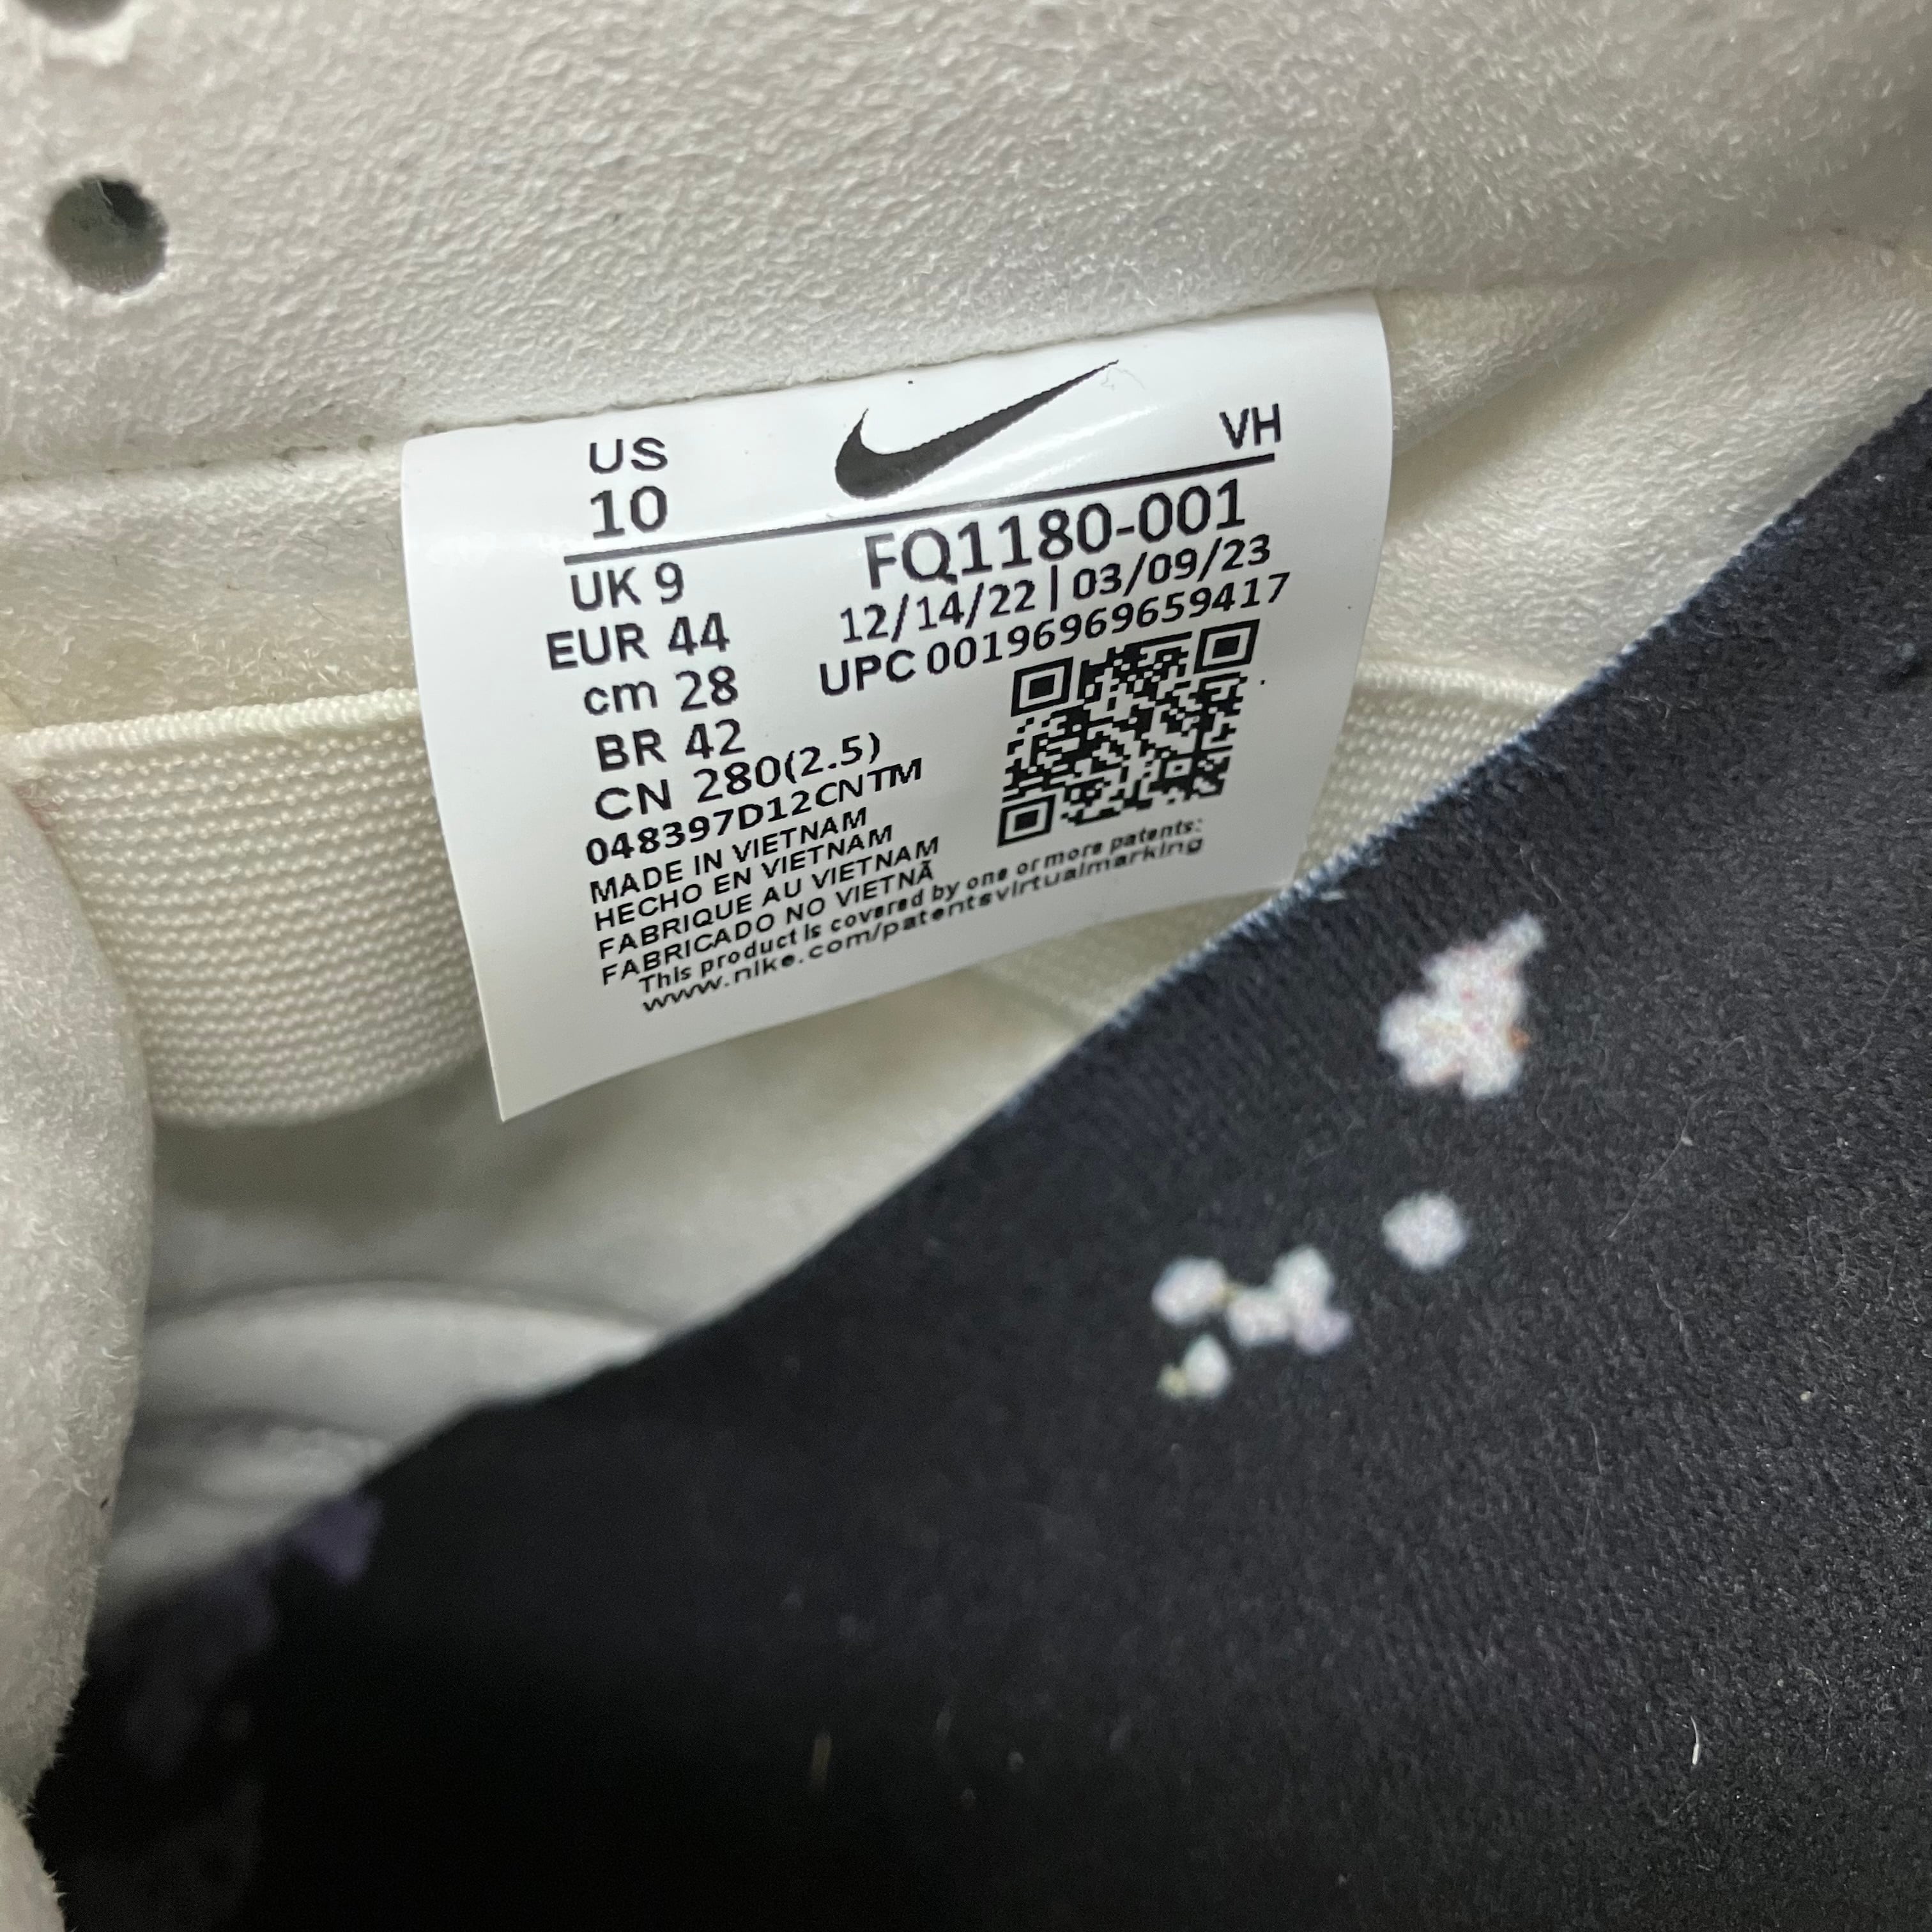 US
10
VH
UK 9
FQ1180-001
EUR 44
12/14/22 | 03/09/23
cm 28
UPC 00196969659417
BR 42
CN 280(2.5)
048397D12CNTM
MADE IN VIETNAM
HECHO EN VIETNAM
FABRIQUE AU VIETNAM
FABRICADO NO VIETNÃ
This product is covered by one or more patents:
www.nike.com/patentsvirtualmarking